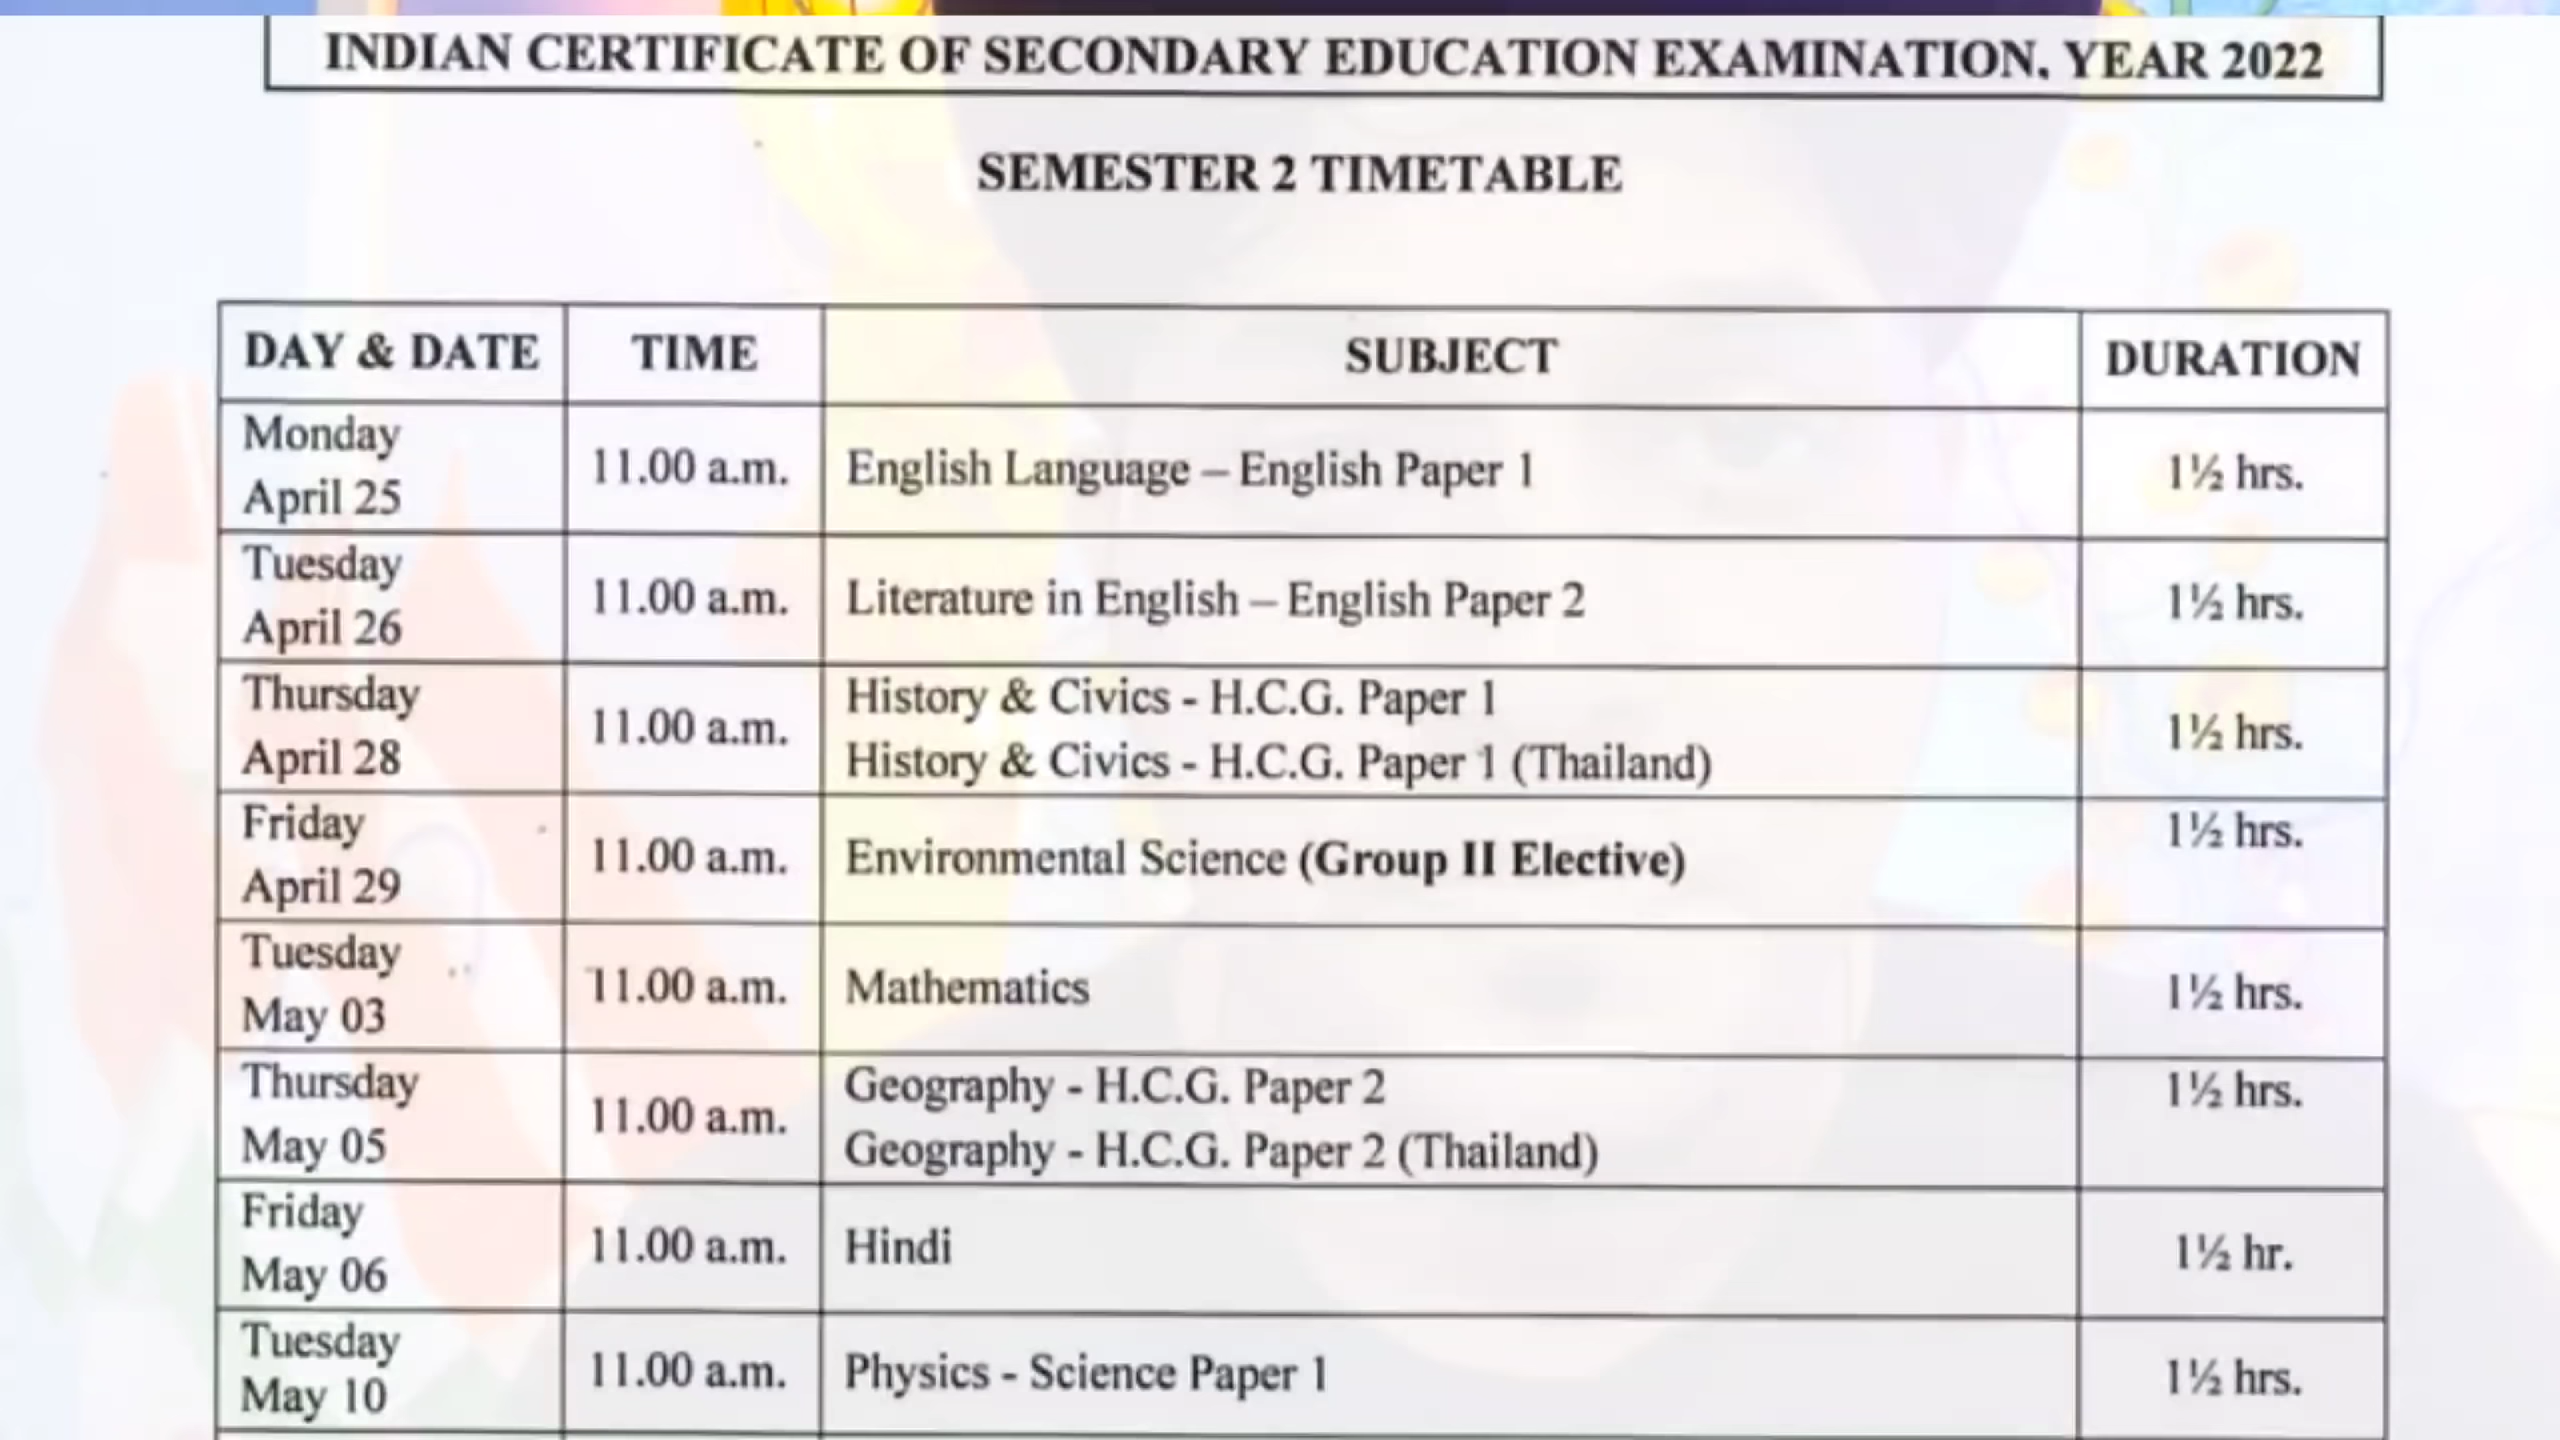 INDIAN CERTIFICATE OF SECONDARY EDUCATION EXAMINATION, YEAR 2022
SEMESTER 2 TIMETABLE
DAY & DATE TIME SUBJECT DURATION
Monday
April 25
11.00 a.m.
English Language – English Paper 1
1½ hrs.
Tuesday
April 26
11.00 a.m.
Literature in English – English Paper 2
1½ hrs.
Thursday
April 28
11.00 a.m.
History & Civics - H.C.G. Paper 1
History & Civics - H.C.G. Paper 1 (Thailand)
1½ hrs.
Friday
April 29
11.00 a.m.
Environmental Science (Group II Elective)
1½ hrs.
Tuesday
May 03
11.00 a.m.
Mathematics
1½ hrs.
Thursday
May 05
11.00 a.m.
Geography - H.C.G. Paper 2
Geography - H.C.G. Paper 2 (Thailand)
1½ hrs.
Friday
May 06
11.00 a.m.
Hindi
1½ hr.
Tuesday
May 10
11.00 a.m.
Physics - Science Paper 1
1½ hrs.